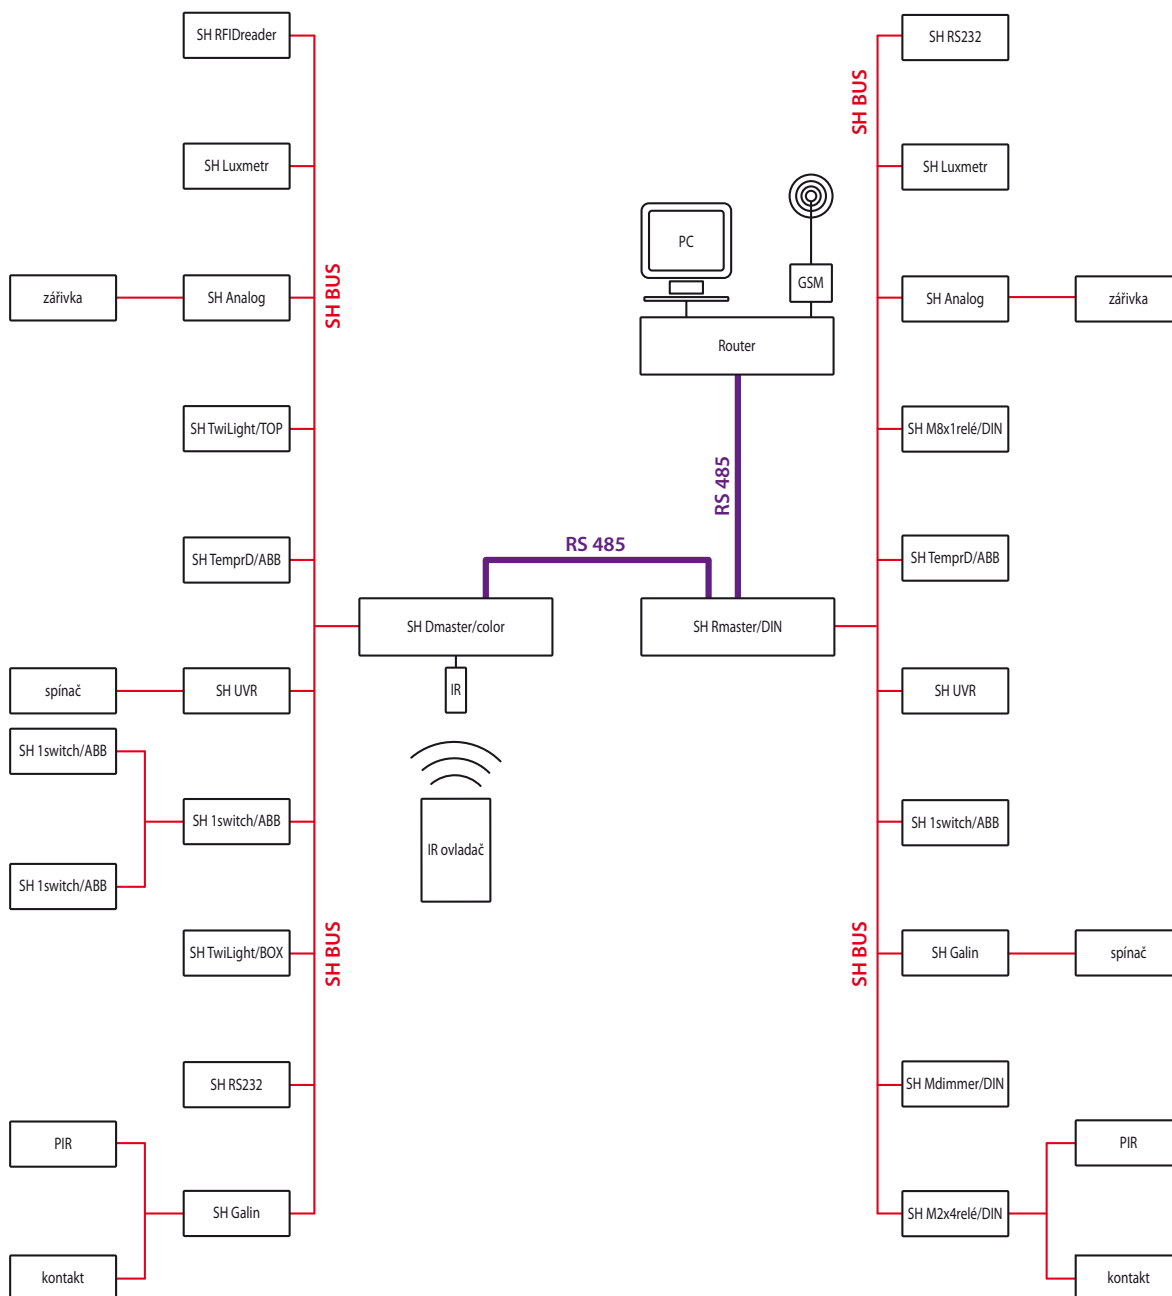 SH RFIDreader
SH RS232
SH BUS
SH Luxmetr
SH Luxmetr
PC
GSM
zářivka
SH Analog
SH BUS
SH Analog
zářivka
Router
SH TwiLight/TOP
SH M8x1relé/DIN
RS 485
RS 485
SH TemprD/ABB
SH TemprD/ABB
SH Dmaster/color
SH Rmaster/DIN
spínač
SH UVR
IR
SH UVR
SH 1switch/ABB
SH 1switch/ABB
SH 1switch/ABB
IR ovladač
SH 1switch/ABB
SH BUS
SH BUS
SH TwiLight/BOX
SH Galin
spínač
SH RS232
SH Mdimmer/DIN
PIR
PIR
SH Galin
SH M2x4relé/DIN
kontakt
kontakt